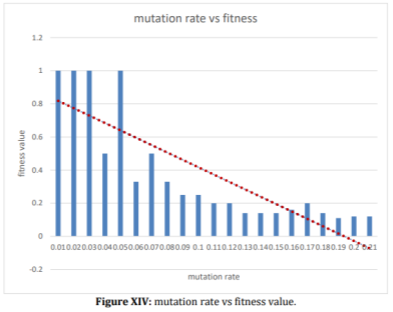 mutation rate vs fitness
1.2
1
0.8
0.6
0.4
0.2
0
-0.2
fitness value
0.01 0.02 0.03 0.04 0.05 0.06 0.07 0.08 0.09 0.1 0.11 0.12 0.13 0.14 0.15 0.16 0.17 0.18 0.19 0.2 0.21
mutation rate
Figure XIV: mutation rate vs fitness value.